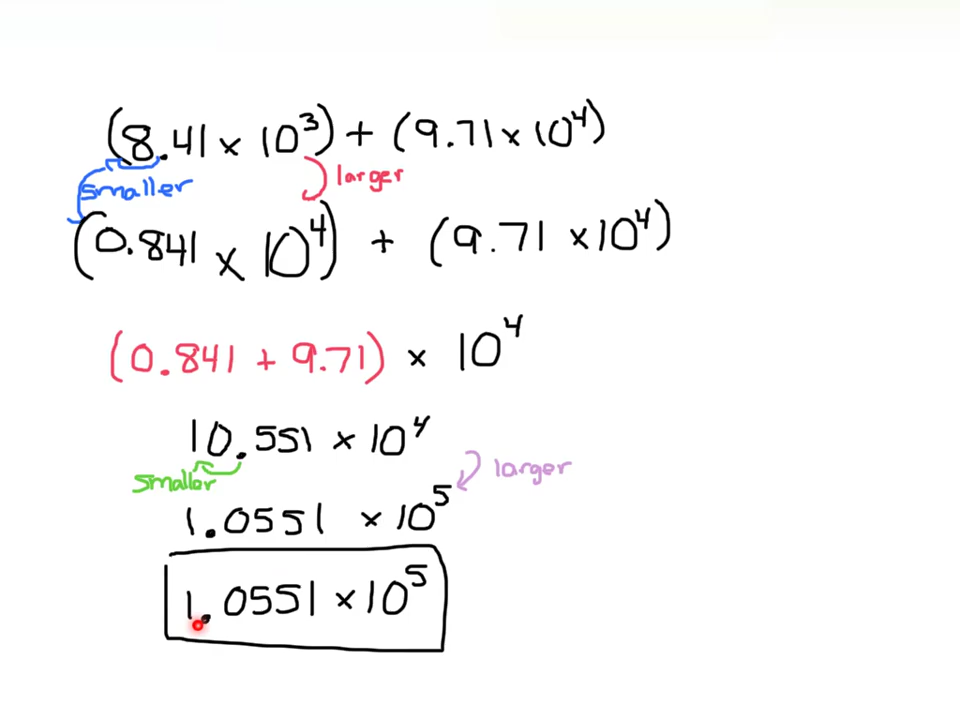 (8.41 × 10³) + (9.71 × 10⁴)
smaller larger
(0.841 × 10⁴) + (9.71 × 10⁴)
(0.841 + 9.71) × 10⁴
10.551 × 10⁴
smaller larger
1.0551 × 10⁵
1.0551 × 10⁵